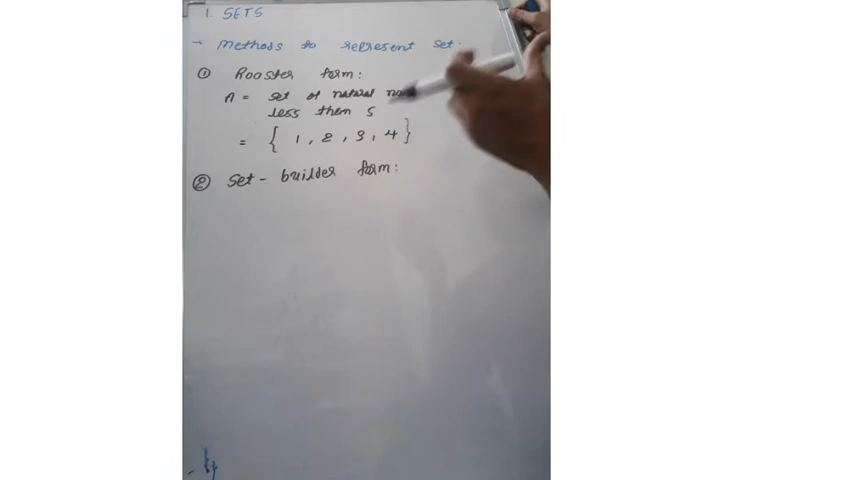 1. SETS
→ Methods to represent set.
① Rooster form:
A = set of natural
less then 5
= { 1, 2, 3, 4 }
② Set-builder form: